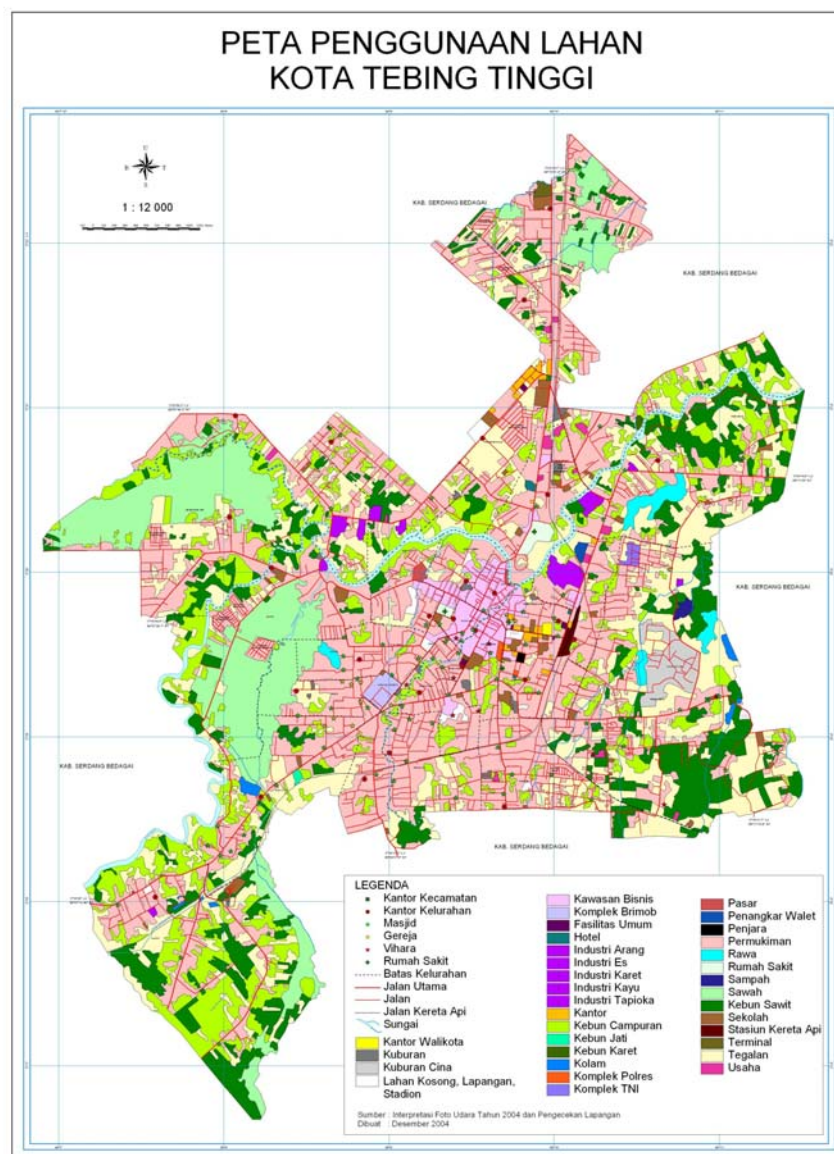 PETA PENGGUNAAN LAHAN
KOTA TEBING TINGGI
U
B
T
S
1 : 12 000
KAB. SERDANG BEDAGAI
KAB. SERDANG BEDAGAI
KAB. SERDANG BEDAGAI
KAB. SERDANG BEDAGAI
KAB. SERDANG BEDAGAI
LEGENDA
Kantor Kecamatan
Kantor Kelurahan
Masjid
Gereja
Vihara
Rumah Sakit
Batas Kelurahan
Jalan Utama
Jalan
Jalan Kereta Api
Sungai
Kantor Walikota
Kuburan
Kuburan Cina
Lahan Kosong, Lapangan,
Stadion
Kawasan Bisnis
Komplek Brimob
Fasilitas Umum
Hotel
Industri Arang
Industri Es
Industri Karet
Industri Kayu
Industri Tapioka
Kantor
Kebun Campuran
Kebun Jati
Kebun Karet
Kolam
Komplek Polres
Komplek TNI
Pasar
Penangkar Walet
Penjara
Permukiman
Rawa
Rumah Sakit
Sampah
Sawah
Kebun Sawit
Sekolah
Stasiun Kereta Api
Terminal
Tegalan
Usaha
Sumber : Interpretasi Foto Udara Tahun 2004 dan Pengecekan Lapangan
Dibuat : Desember 2004